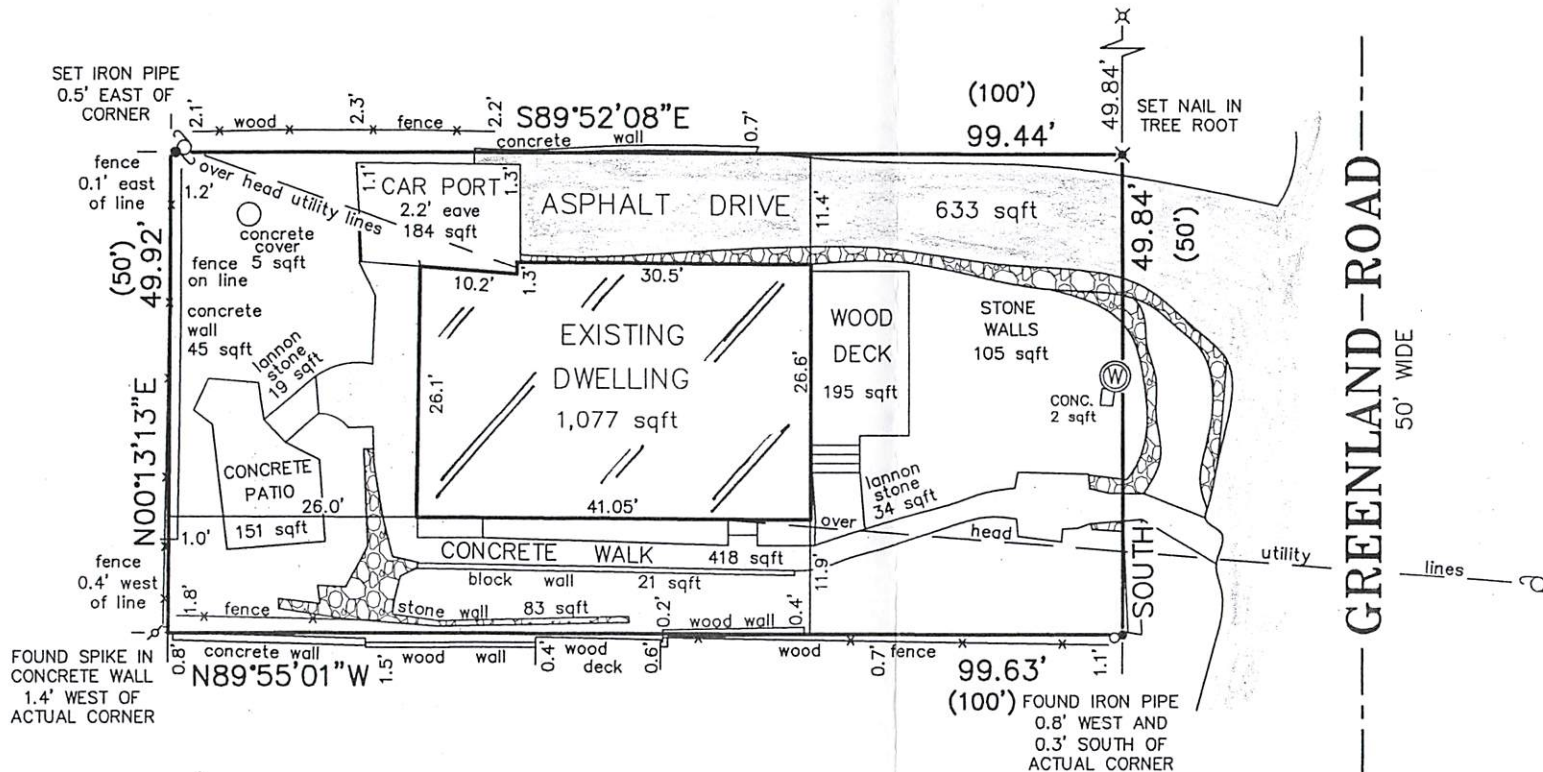 SET IRON PIPE
0.5' EAST OF
CORNER
2.1'
wood
2.3'
fence
2.2'
S89°52'08"E
concrete wall
0.7'
(100')
99.44'
49.84'
SET NAIL IN
TREE ROOT
fence
0.1' east
of line
1.2'
over head utility lines
1.1'
CAR PORT
2.2' eave
184 sqft
1.3'
ASPHALT DRIVE
11.4'
633 sqft
49.84'
(50')
(50')
49.92'
concrete
cover
5 sqft
fence
on line
concrete
wall
45 sqft
lannon
stone
19 sqft
10.2'
1.3'
30.5'
EXISTING
DWELLING
1,077 sqft
26.1'
26.6'
WOOD
DECK
195 sqft
STONE
WALLS
105 sqft
W
CONC.
2 sqft
GREENLAND ROAD
50' WIDE
N00°13'13"E
CONCRETE
PATIO
26.0'
151 sqft
41.05'
lannon
stone
34 sqft
over head utility lines
1.0'
CONCRETE WALK
418 sqft
block wall 21 sqft
11.9'
SOUTH
fence
0.4' west
of line
1.8'
fence
stone wall 83 sqft
0.2'
wood wall
0.4'
concrete wall
1.5'
wood wall
0.4'
wood
deck
0.6'
wood
0.7'
fence
1.1'
N89°55'01"W
99.63'
(100')
FOUND SPIKE IN
CONCRETE WALL
1.4' WEST OF
ACTUAL CORNER
FOUND IRON PIPE
0.8' WEST AND
0.3' SOUTH OF
ACTUAL CORNER